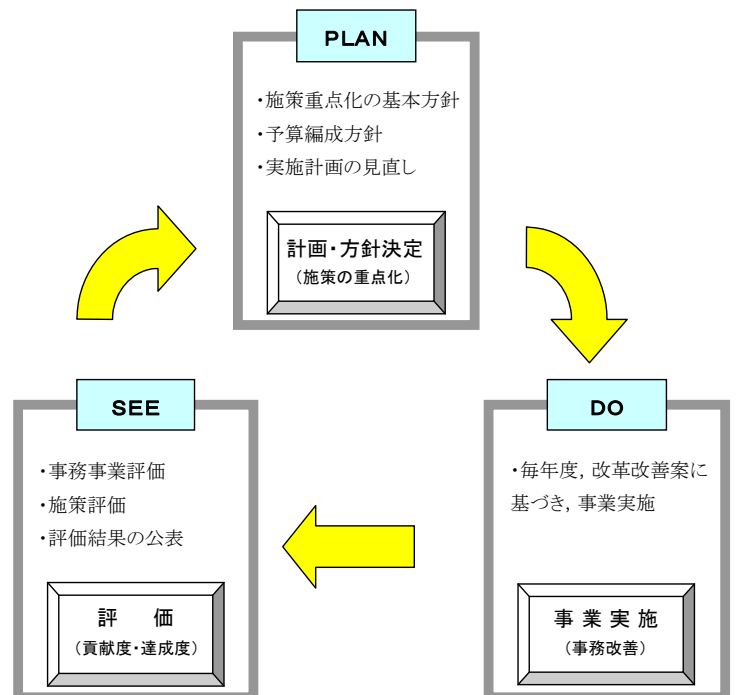 PLAN
・施策重点化の基本方針
・予算編成方針
・実施計画の見直し
計画・方針決定
（施策の重点化）
DO
・毎年度，改革改善案に
基づき，事業実施
事 業 実 施
（事務改善）
SEE
・事務事業評価
・施策評価
・評価結果の公表
評　価
（貢献度・達成度）